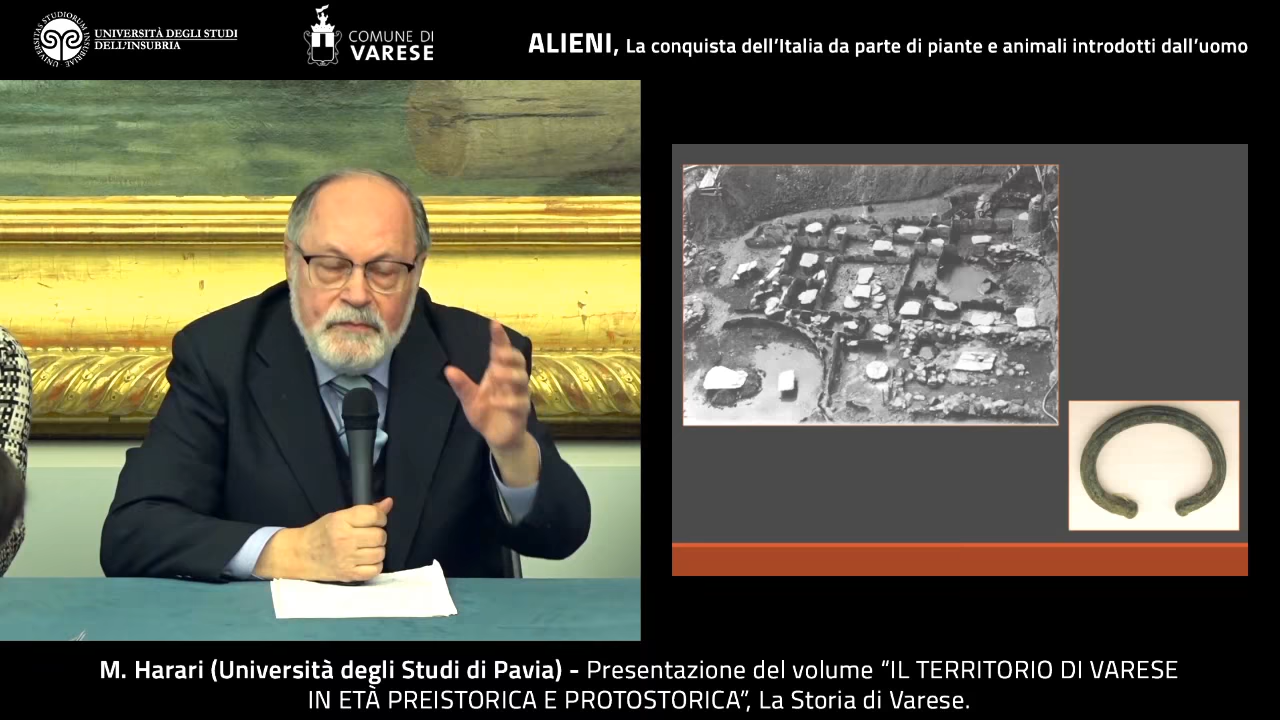 UNIVERSITÀ DEGLI STUDI
DELL'INSUBRIA
COMUNE DI
VARESE
ALIENI, La conquista dell'Italia da parte di piante e animali introdotti dall'uomo
M. Harari (Università degli Studi di Pavia) - Presentazione del volume “IL TERRITORIO DI VARESE
IN ETÀ PREISTORICA E PROTOSTORICA”, La Storia di Varese.